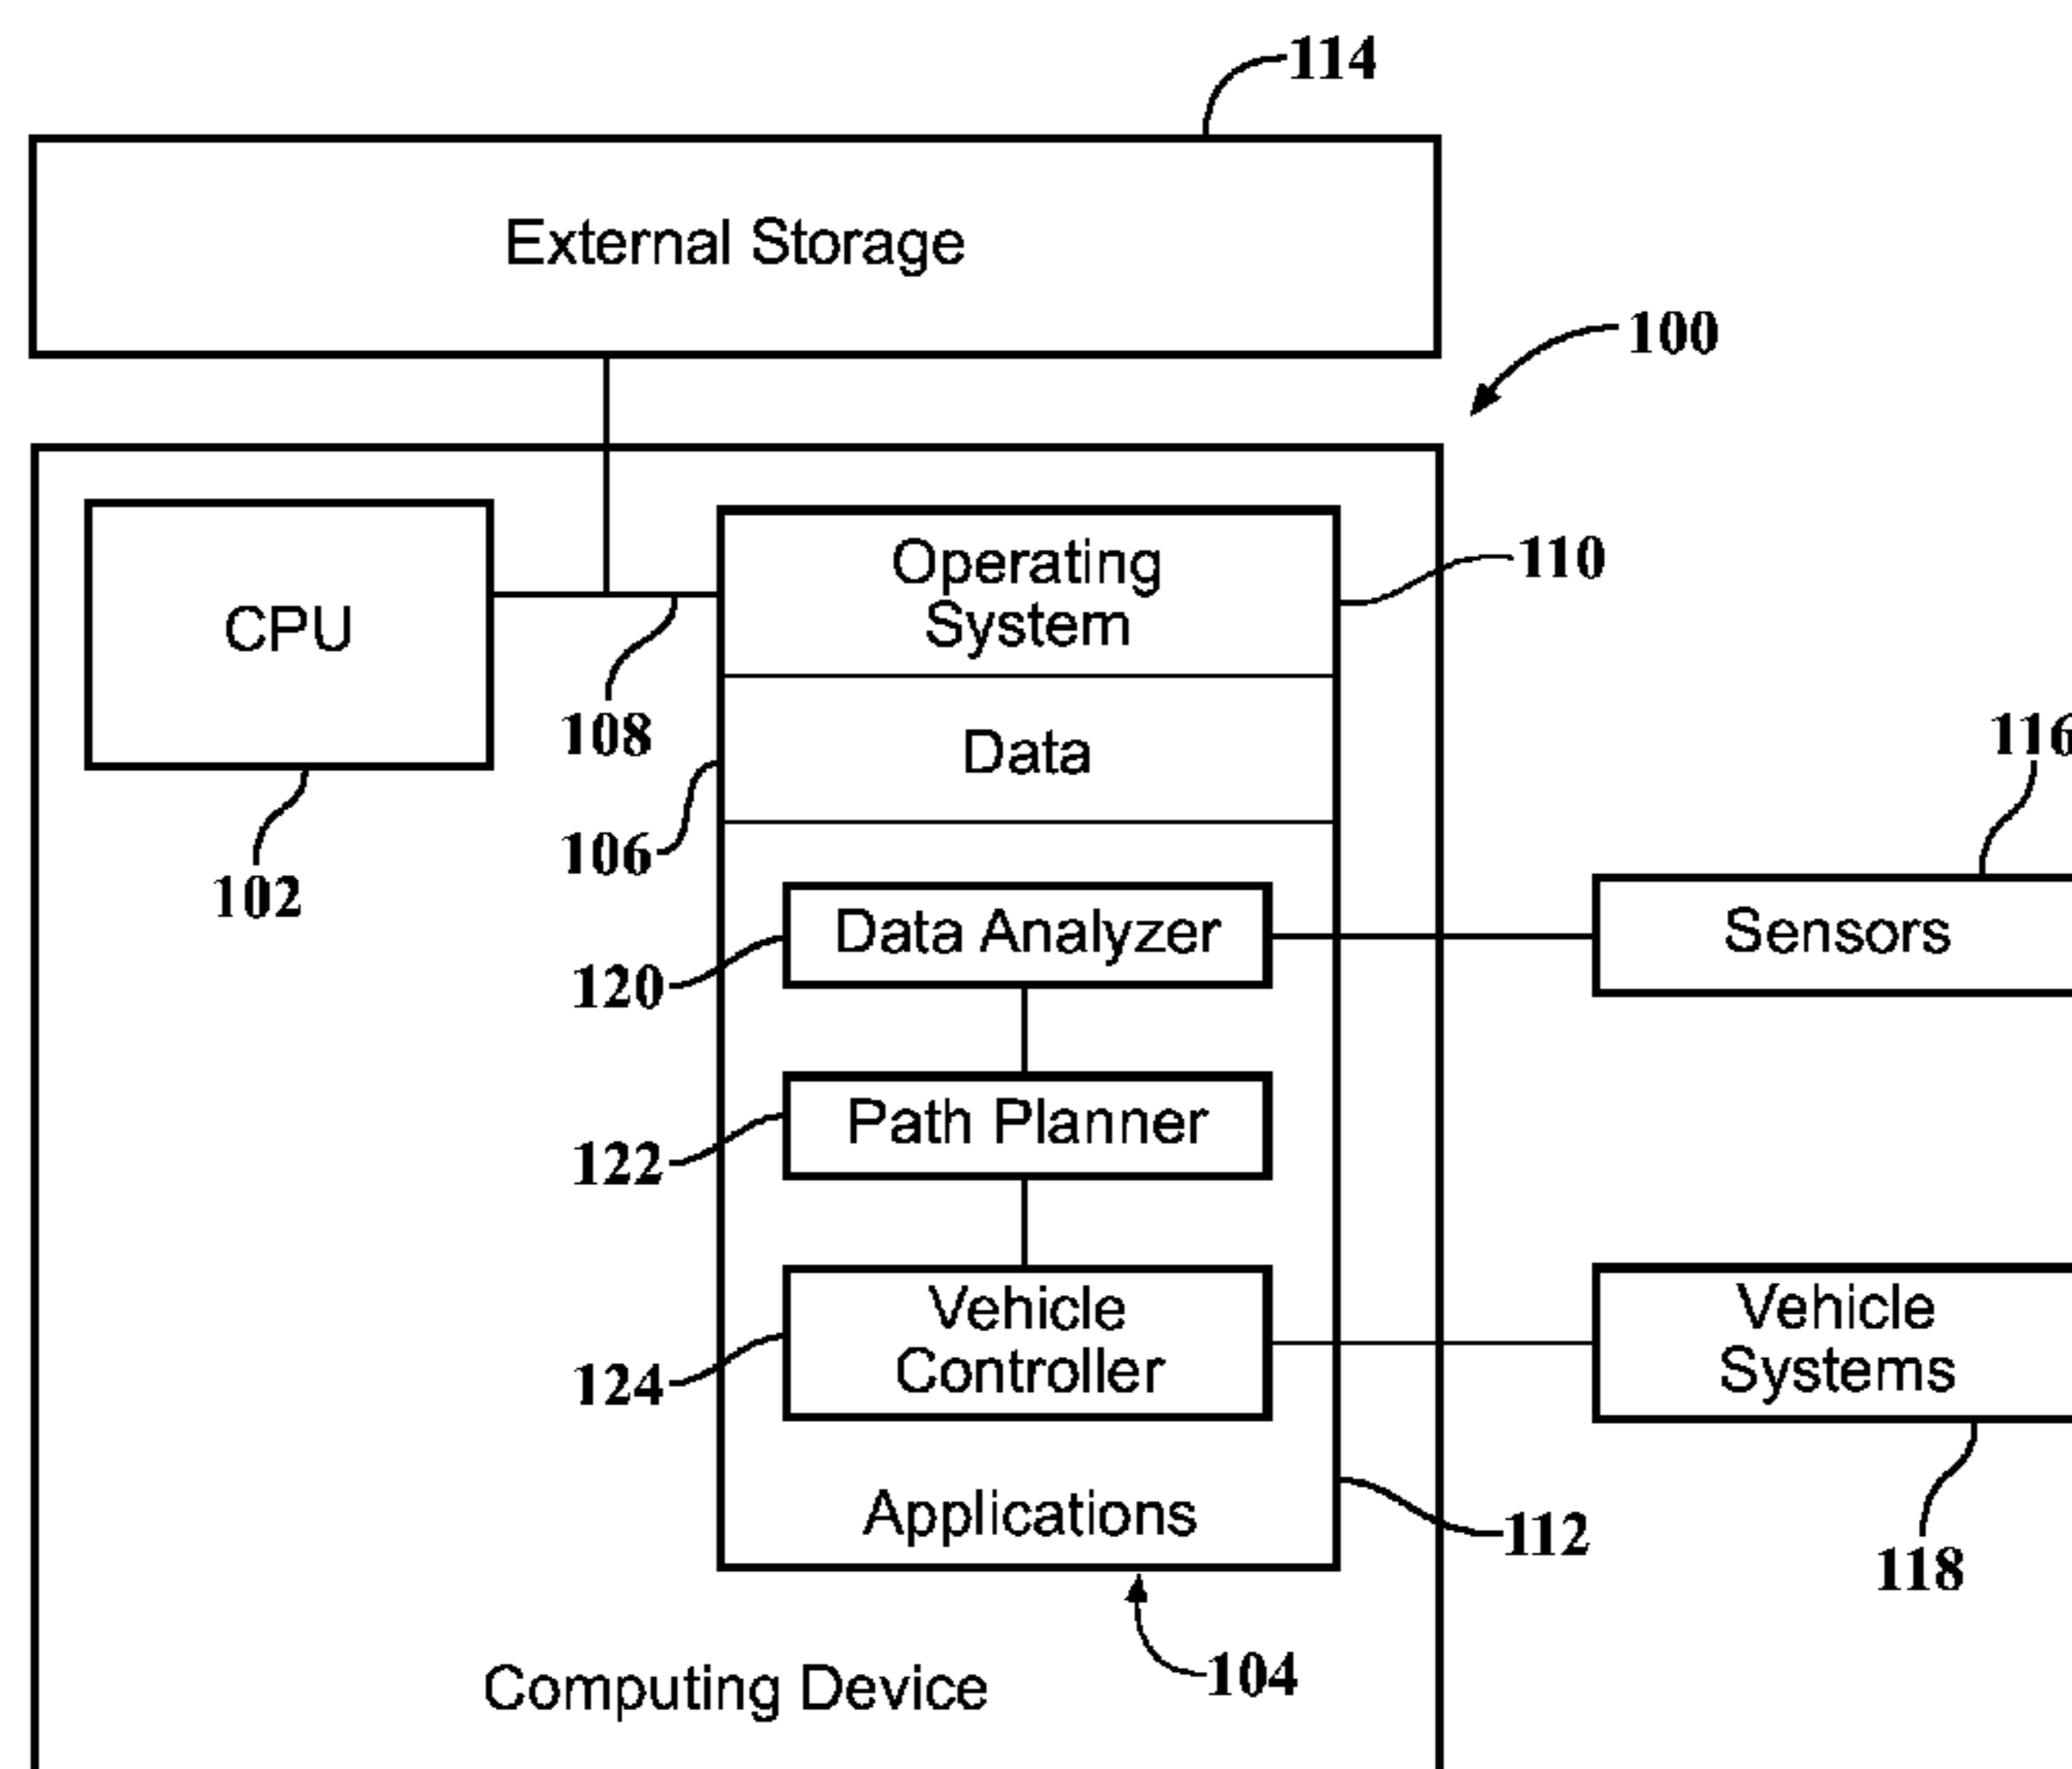 114
External Storage
100
CPU
Operating
System
110
108
Data
116
106
102
Data Analyzer
Sensors
120
Path Planner
122
Vehicle
Controller
Vehicle
Systems
124
Applications
112
118
104
Computing Device